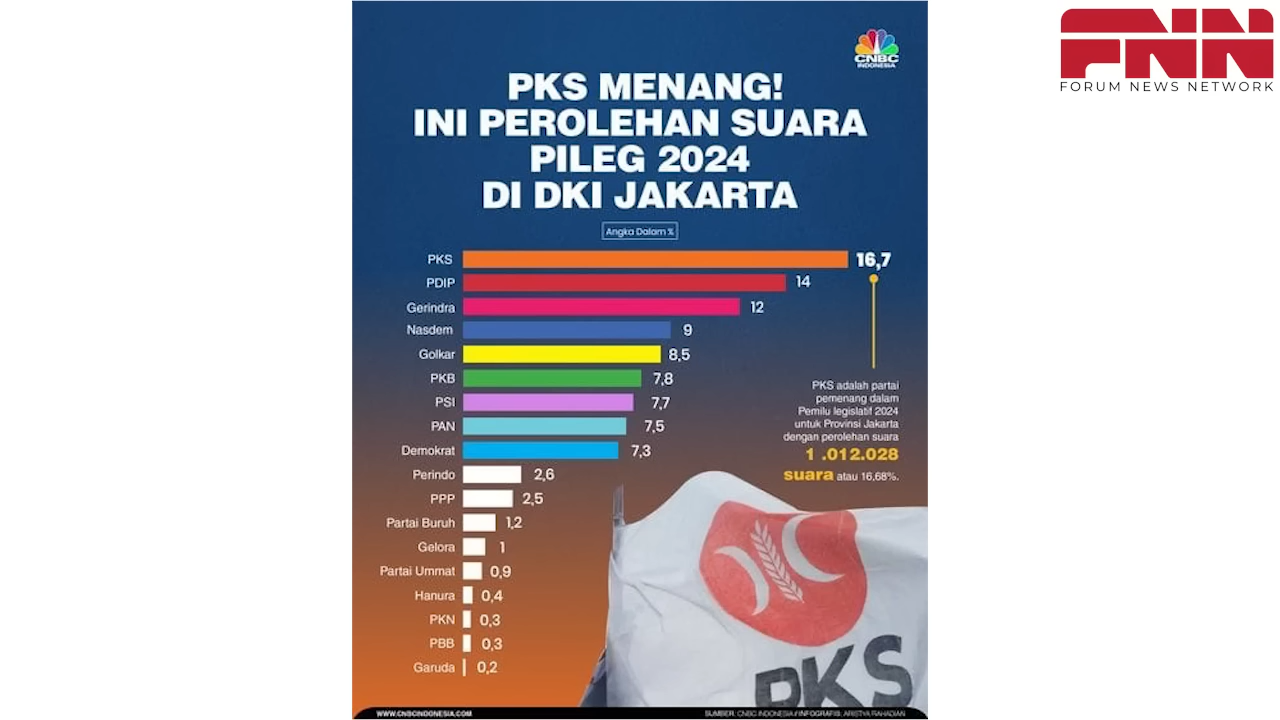 FNN
FORUM NEWS NETWORK
CNBC
INDONESIA
PKS MENANG!
INI PEROLEHAN SUARA
PILEG 2024
DI DKI JAKARTA
Angka Dalam %
PKS 16,7
PDIP 14
Gerindra 12
Nasdem 9
Golkar 8,5
PKB 7,8
PSI 7,7
PAN 7,5
Demokrat 7,3
Perindo 2,6
PPP 2,5
Partai Buruh 1,2
Gelora 1
Partai Ummat 0,9
Hanura 0,4
PKN 0,3
PBB 0,3
Garuda 0,2
PKS adalah partai
pemenang dalam
Pemilu legislatif 2024
untuk Provinsi Jakarta
dengan perolehan suara
1 .012.028
suara atau 16,68%.
PKS
WWW.CNBCINDONESIA.COM
SUMBER: CNBC INDONESIA / INFOGRAFIS: ARISTYA RAHADIAN